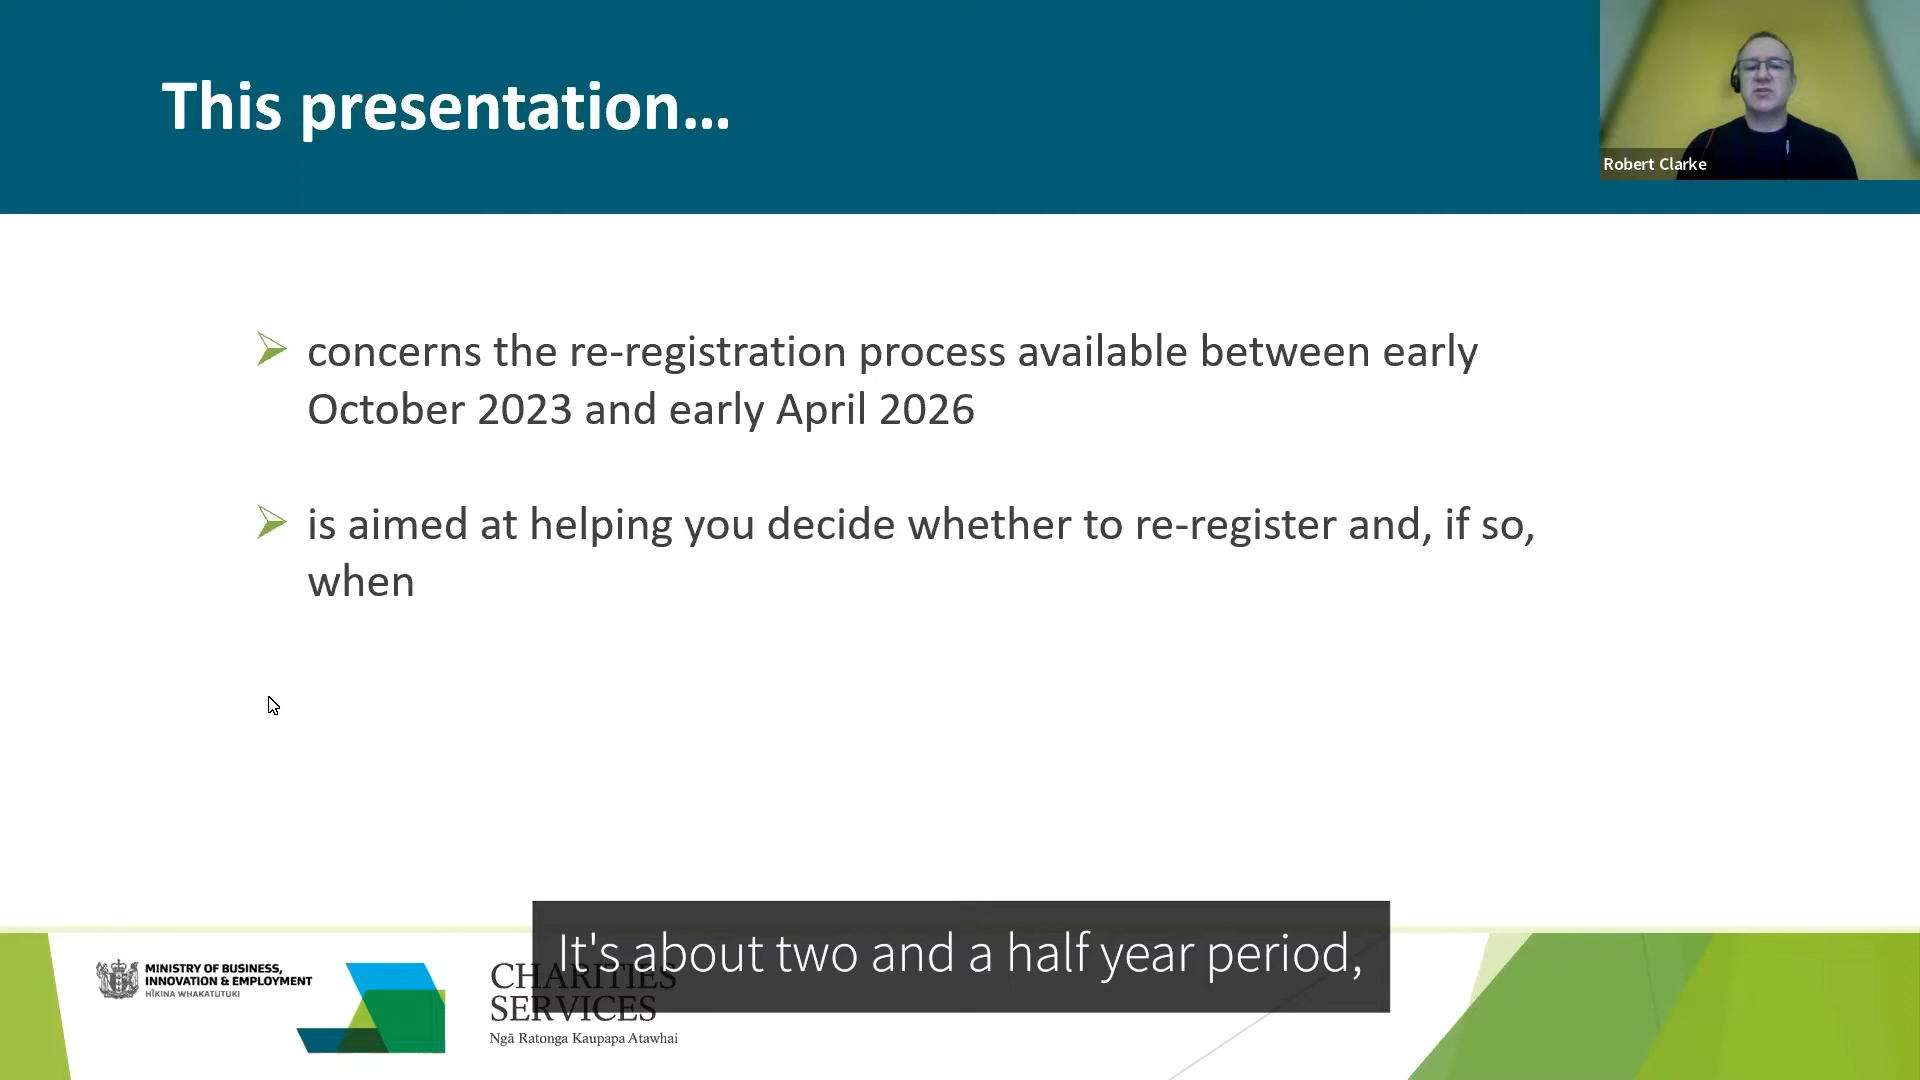 This presentation…
Robert Clarke
concerns the re-registration process available between early
October 2023 and early April 2026
is aimed at helping you decide whether to re-register and, if so,
when
It's about two and a half year period,
MINISTRY OF BUSINESS,
INNOVATION & EMPLOYMENT
HĪKINA WHAKATUTUKI
CHARITIES
SERVICES
Ngā Ratonga Kaupapa Atawhai